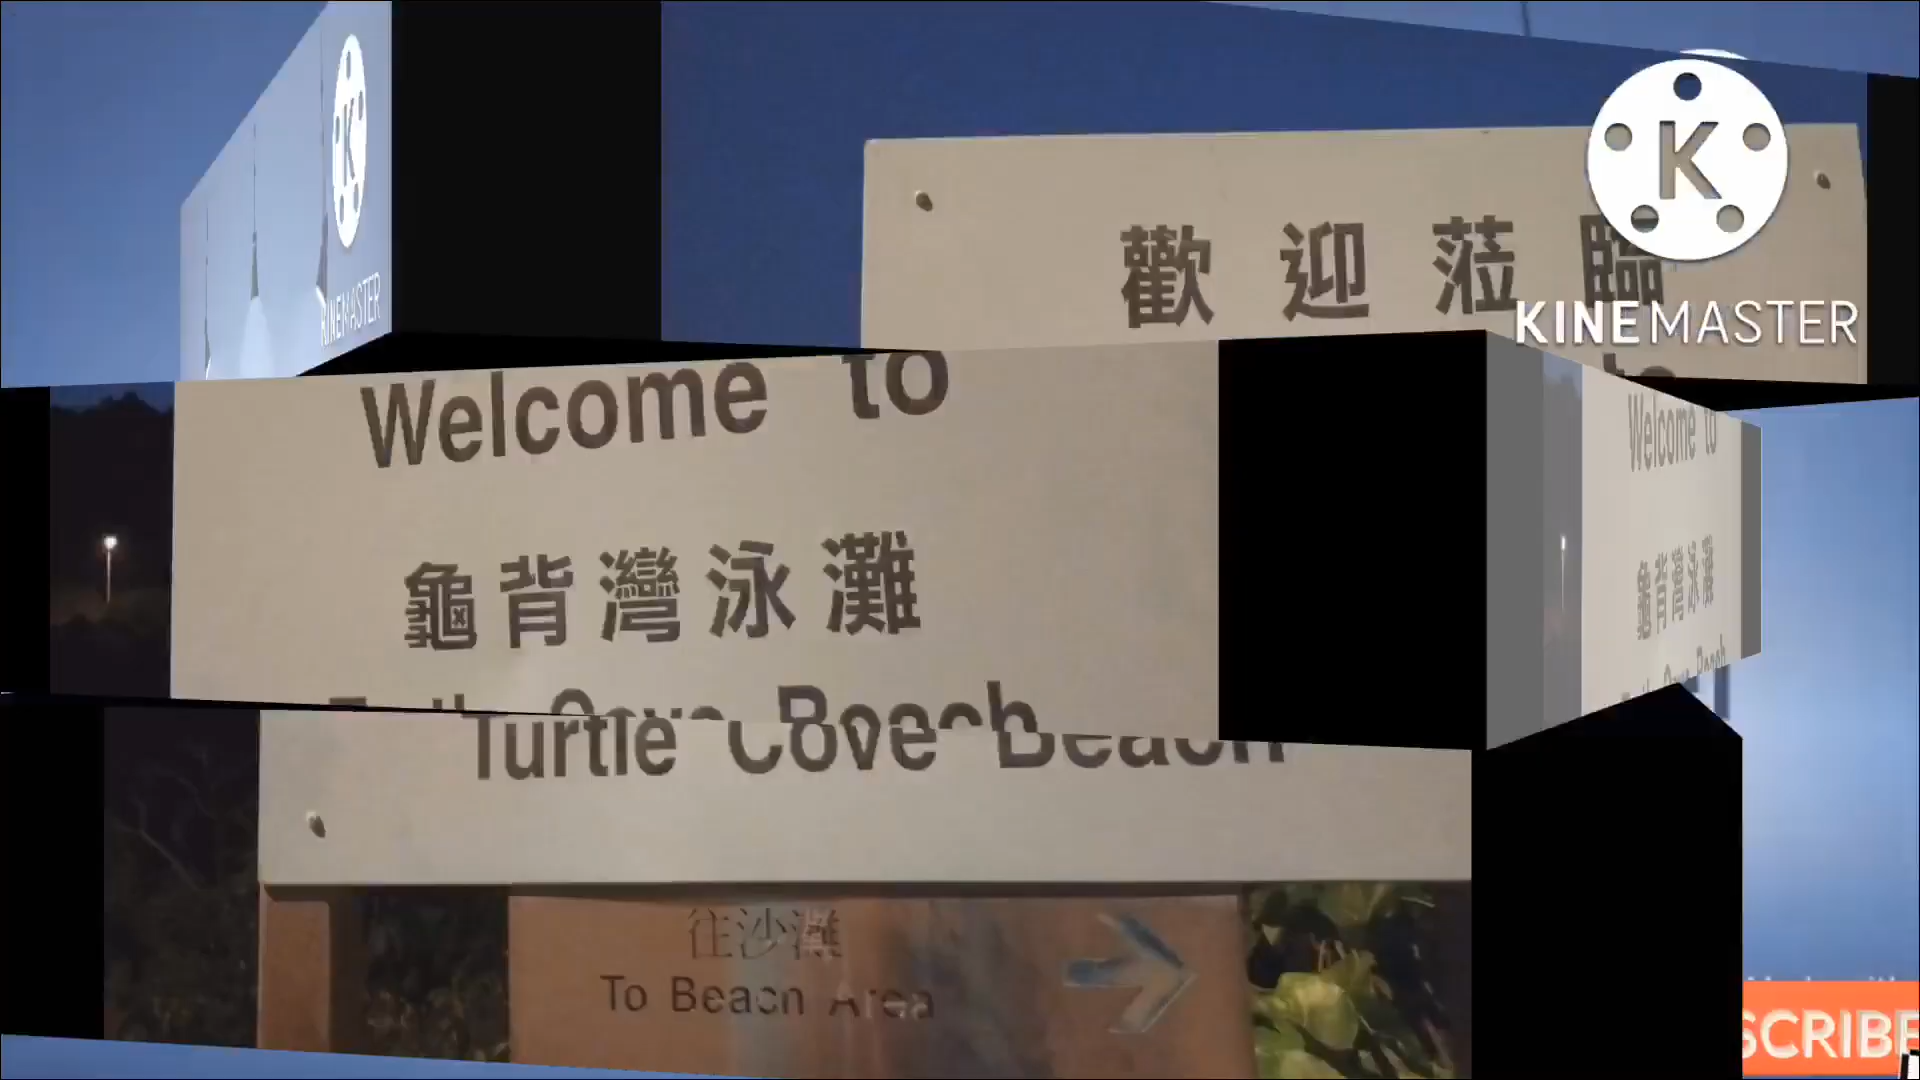 KINEMASTER
歡迎蒞臨
KINEMASTER
Welcome to
龜背灣泳灘
Turtle Cove Beach
Welcome to
龜背灣泳灘
往沙灘
To Beach Area
SCRIBE